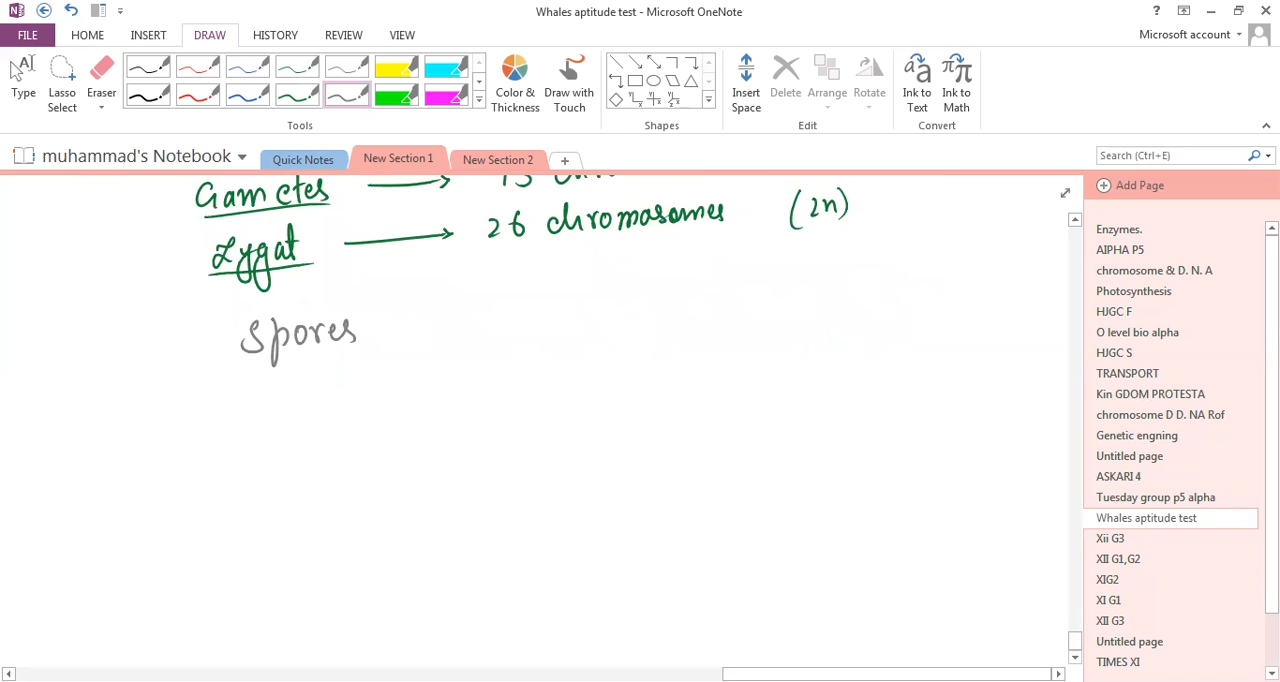 Whales aptitude test - Microsoft OneNote
?
FILE HOME INSERT DRAW HISTORY REVIEW VIEW
Microsoft account
Type
Lasso Select
Eraser
Color & Thickness
Draw with Touch
Insert Space
Delete
Arrange
Rotate
Ink to Text
Ink to Math
Tools
Shapes
Edit
Convert
muhammad's Notebook
Quick Notes
New Section 1
New Section 2
Search (Ctrl+E)
Add Page
Gametes
Zygat 26 chromasomes (2n)
Spores
Enzymes.
AIPHA P5
chromosome & D. N. A
Photosynthesis
HJGC F
O level bio alpha
HJGC S
TRANSPORT
Kin GDOM PROTESTA
chromosome D D. NA Rof
Genetic engning
Untitled page
ASKARI 4
Tuesday group p5 alpha
Whales aptitude test
Xii G3
XII G1,G2
XIG2
XI G1
XII G3
Untitled page
TIMES XI